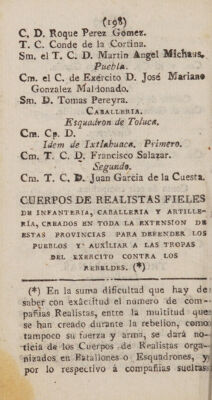 (198)
C. D. Roque Perez Gomez.
T. C. Conde de la Cortina.
Sm. el T. C. D. Martin Angel Michaus.
Puebla.
Cm. el C. de Exército D. José Mariano
Gonzalez Maldonado.
Sm. D. Tomas Pereyra.
CABALLERIA.
Esquadron de Toluca.
Cm. Cp. D.
Idem de Ixtlahuaca. Primero.
Cm. T. C. D. Francisco Salazar.
Segundo.
Cm. T. C. D. Juan Garcia de la Cuesta.
CUERPOS DE REALISTAS FIELES
DE INFANTERIA, CABALLERIA Y ARTILLE-
RÍA, CREADOS EN TODA LA EXTENSION DE
ESTAS PROVINCIAS PARA DEFENDER LOS
PUEBLOS Y AUXÎLIAR A LAS TROPAS
DEL EXERCITO CONTRA LOS
REBELDES. (*)
(*) En la suma dificultad que hay de
saber con exâctitud el número de com-
pañias Realistas, entre la multitud que
se han creado durante la rebelion, como
tampoco su fuerza y arma, se dará no-
ticia de los Cuerpos de Realistas orga-
nizados en Batallones o Esquadrones, y
por lo respectivo á compañias sueltas